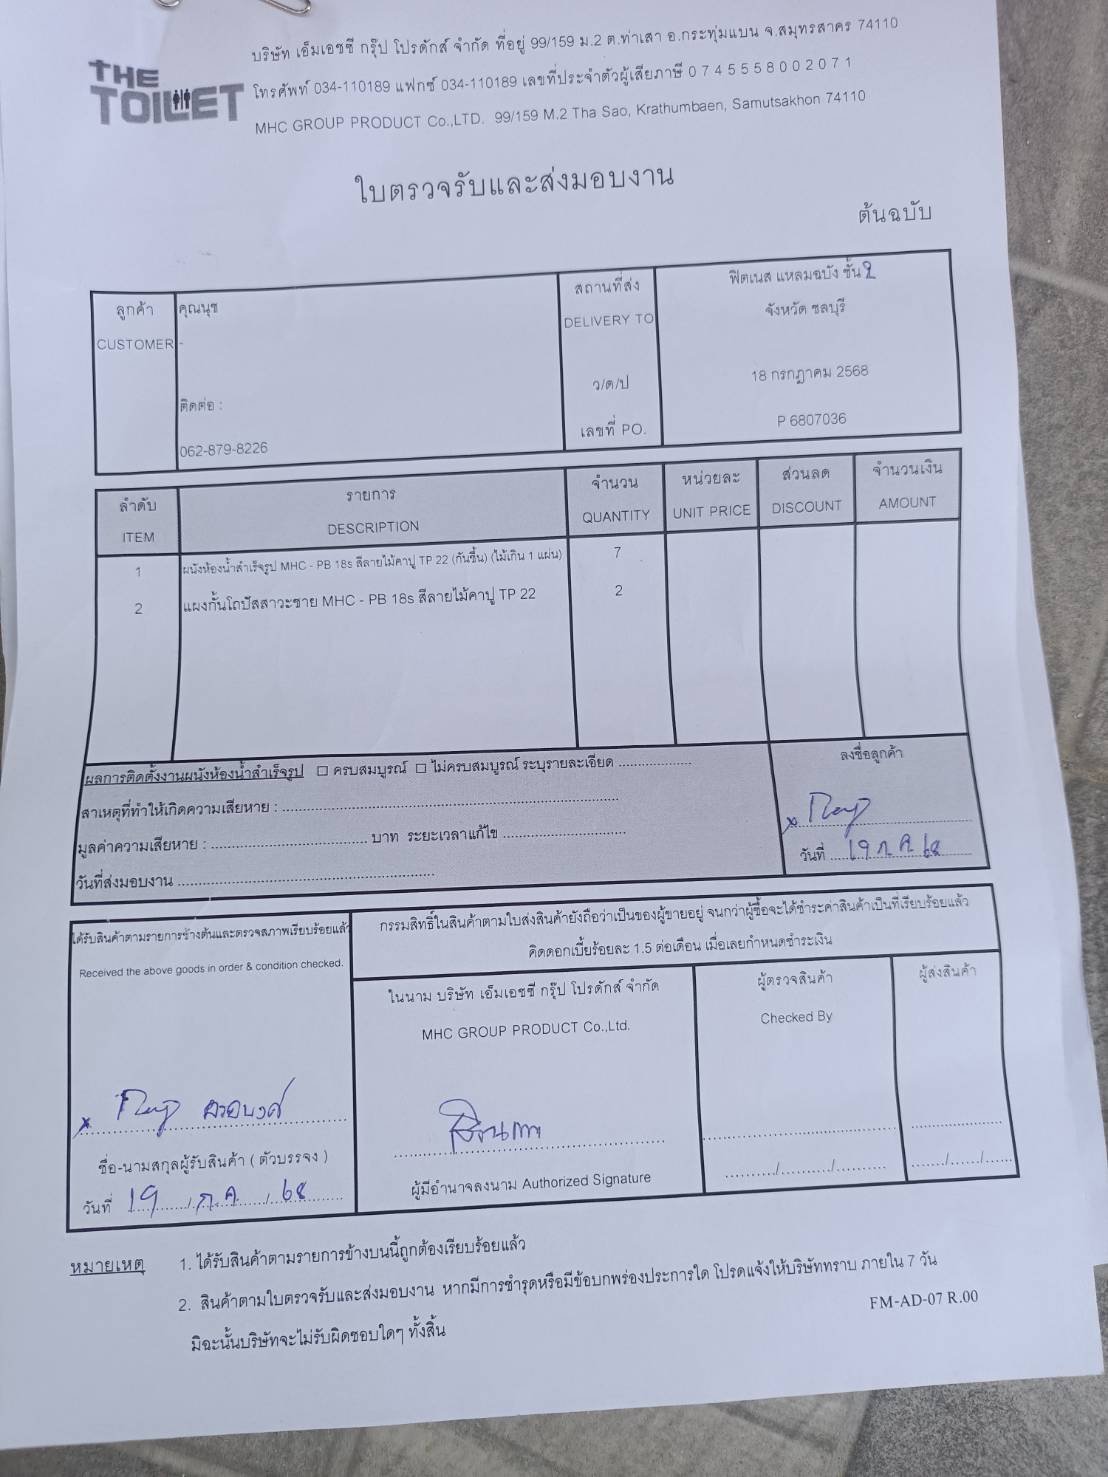 THE TOILET
บริษัท เอ็มเอชซี กรุ๊ป โปรดักส์ จำกัด ที่อยู่ 99/159 ม.2 ต.ท่าเสา อ.กระทุ่มแบน จ.สมุทรสาคร 74110
โทรศัพท์ 034-110189 แฟกซ์ 034-110189 เลขที่ประจำตัวผู้เสียภาษี 0 7 4 5 5 5 8 0 0 2 0 7 1
MHC GROUP PRODUCT Co.,LTD. 99/159 M.2 Tha Sao, Krathumbaen, Samutsakhon 74110
ใบตรวจรับและส่งมอบงาน
ต้นฉบับ
ลูกค้า คุณนุช
CUSTOMER -
ติดต่อ :
062-879-8226
สถานที่ส่ง ฟิตเนส แหลมฉบัง ชั้น 2
DELIVERY TO จังหวัด ชลบุรี
ว/ด/ป 18 กรกฎาคม 2568
เลขที่ PO. P 6807036
ลำดับ รายการ จำนวน หน่วยละ ส่วนลด จำนวนเงิน
ITEM DESCRIPTION QUANTITY UNIT PRICE DISCOUNT AMOUNT
1 ผนังห้องน้ำสำเร็จรูป MHC - PB 18s สีลายไม้คาปู TP 22 (กันชื้น) (ไม้เกิน 1 แผ่น) 7
2 แผงกั้นโถปัสสาวะชาย MHC - PB 18s สีลายไม้คาปู TP 22 2
ผลการติดตั้งงานผนังห้องน้ำสำเร็จรูป ☐ ครบสมบูรณ์ ☐ ไม่ครบสมบูรณ์ ระบุรายละเอียด ....................
สาเหตุที่ทำให้เกิดความเสียหาย : ....................
มูลค่าความเสียหาย : .................... บาท ระยะเวลาแก้ไข ....................
วันที่ส่งมอบงาน ....................
ลงชื่อลูกค้า
x
วันที่ 19 ก.ค. 68
ได้รับสินค้าตามรายการข้างต้นและตรวจสภาพเรียบร้อยแล้ว
Received the above goods in order & condition checked.
x
ชื่อ-นามสกุลผู้รับสินค้า ( ตัวบรรจง )
วันที่ 19 / ก.ค. / 68
กรรมสิทธิ์ในสินค้าตามใบส่งสินค้ายังถือว่าเป็นของผู้ขายอยู่ จนกว่าผู้ซื้อจะได้ชำระค่าสินค้าเป็นที่เรียบร้อยแล้ว
คิดดอกเบี้ยร้อยละ 1.5 ต่อเดือน เมื่อเลยกำหนดชำระเงิน
ในนาม บริษัท เอ็มเอชซี กรุ๊ป โปรดักส์ จำกัด
MHC GROUP PRODUCT Co.,Ltd.
ผู้มีอำนาจลงนาม Authorized Signature
ผู้ตรวจสินค้า
Checked By
............/............/............
ผู้ส่งสินค้า
......./......./.......
หมายเหตุ 1. ได้รับสินค้าตามรายการข้างบนนี้ถูกต้องเรียบร้อยแล้ว
2. สินค้าตามใบตรวจรับและส่งมอบงาน หากมีการชำรุดหรือมีข้อบกพร่องประการใด โปรดแจ้งให้บริษัททราบ ภายใน 7 วัน
มิฉะนั้นบริษัทจะไม่รับผิดชอบใดๆ ทั้งสิ้น
FM-AD-07 R.00